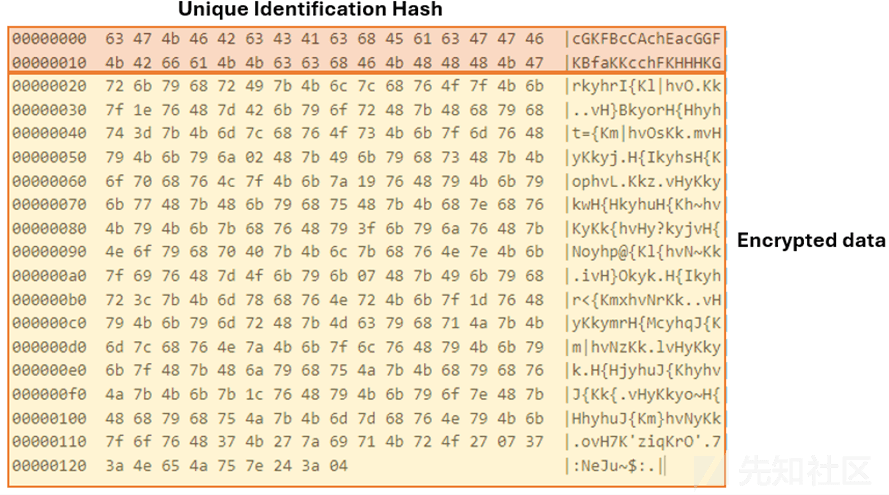 Unique Identification Hash
00000000 63 47 4b 46 42 63 43 41 63 68 45 61 63 47 47 46 |cGKFBcCAchEacGGF|
00000010 4b 42 66 61 4b 4b 63 63 68 46 4b 48 48 48 4b 47 |KBfaKKcchFKHHHKG|
00000020 72 6b 79 68 72 49 7b 4b 6c 7c 68 76 4f 7f 4b 6b |rkyhrI{Kl|hvO.Kk|
00000030 7f 1e 76 48 7d 42 6b 79 6f 72 48 7b 48 68 79 68 |..vH}BkyorH{Hhyh|
00000040 74 3d 7b 4b 6d 7c 68 76 4f 73 4b 6b 7f 6d 76 48 |t={Km|hvOsKk.mvH|
00000050 79 4b 6b 79 6a 02 48 7b 49 6b 79 68 73 48 7b 4b |yKkyj.H{IkyhsH{K|
00000060 6f 70 68 76 4c 7f 4b 6b 7a 19 76 48 79 4b 6b 79 |ophvL.Kkz.vHyKky|
00000070 6b 77 48 7b 48 6b 79 68 75 48 7b 4b 68 7e 68 76 |kwH{HkyhuH{Kh~hv|
00000080 4b 79 4b 6b 7b 68 76 48 79 3f 6b 79 6a 76 48 7b |KyKk{hvHy?kyjvH{|
00000090 4e 6f 79 68 70 40 7b 4b 6c 7b 68 76 4e 7e 4b 6b |Noyhp@{Kl{hvN~Kk|
000000a0 7f 69 76 48 7d 4f 6b 79 6b 07 48 7b 49 6b 79 68 |.ivH}Okyk.H{Ikyh|
000000b0 72 3c 7b 4b 6d 78 68 76 4e 72 4b 6b 7f 1d 76 48 |r<{KmxhvNrKk..vH|
000000c0 79 4b 6b 79 6d 72 48 7b 4d 63 79 68 71 4a 7b 4b |yKkymrH{McyhqJ{K|
000000d0 6d 7c 68 76 4e 7a 4b 6b 7f 6c 76 48 79 4b 6b 79 |m|hvNzKk.lvHyKky|
000000e0 6b 7f 48 7b 48 6a 79 68 75 4a 7b 4b 68 79 68 76 |k.H{HjyhuJ{Khyhv|
000000f0 4a 7b 4b 6b 7b 1c 76 48 79 4b 6b 79 6f 7e 48 7b |J{Kk{.vHyKkyo~H{|
00000100 48 68 79 68 75 4a 7b 4b 6d 7d 68 76 4e 79 4b 6b |HhyhuJ{Km}hvNyKk|
00000110 7f 6f 76 48 37 4b 27 7a 69 71 4b 72 4f 27 07 37 |.ovH7K'ziqKrO'.7|
00000120 3a 4e 65 4a 75 7e 24 3a 04 |:NeJu~$:.|
Encrypted data
先知社区